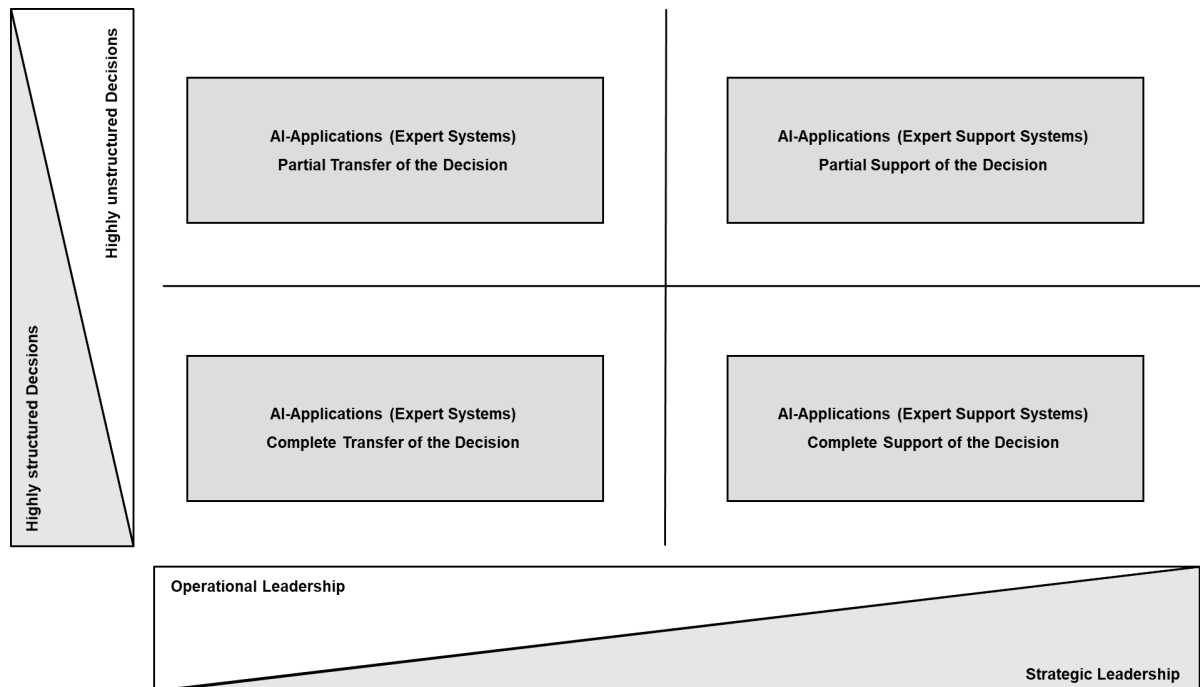 Highly unstructured Decisions
Highly structured Decsions
AI-Applications (Expert Systems)
Partial Transfer of the Decision
AI-Applications (Expert Support Systems)
Partial Support of the Decision
AI-Applications (Expert Systems)
Complete Transfer of the Decision
AI-Applications (Expert Support Systems)
Complete Support of the Decision
Operational Leadership
Strategic Leadership